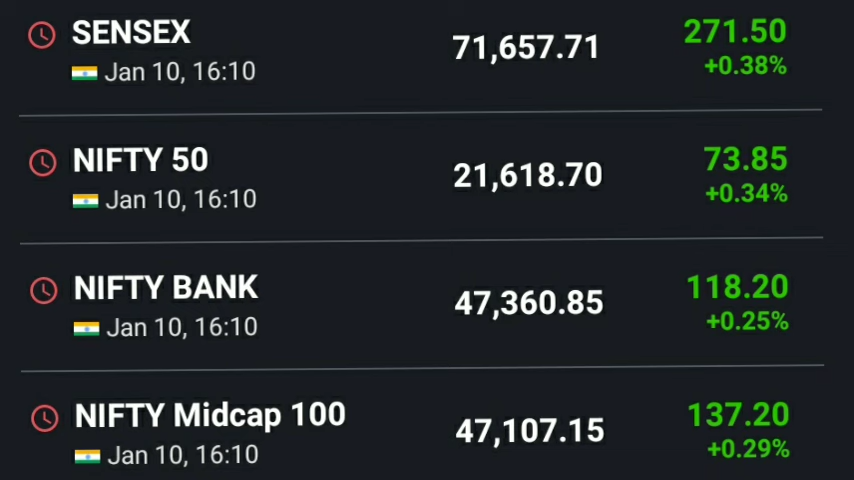 SENSEX 71,657.71 271.50
Jan 10, 16:10 +0.38%
NIFTY 50 21,618.70 73.85
Jan 10, 16:10 +0.34%
NIFTY BANK 47,360.85 118.20
Jan 10, 16:10 +0.25%
NIFTY Midcap 100 47,107.15 137.20
Jan 10, 16:10 +0.29%